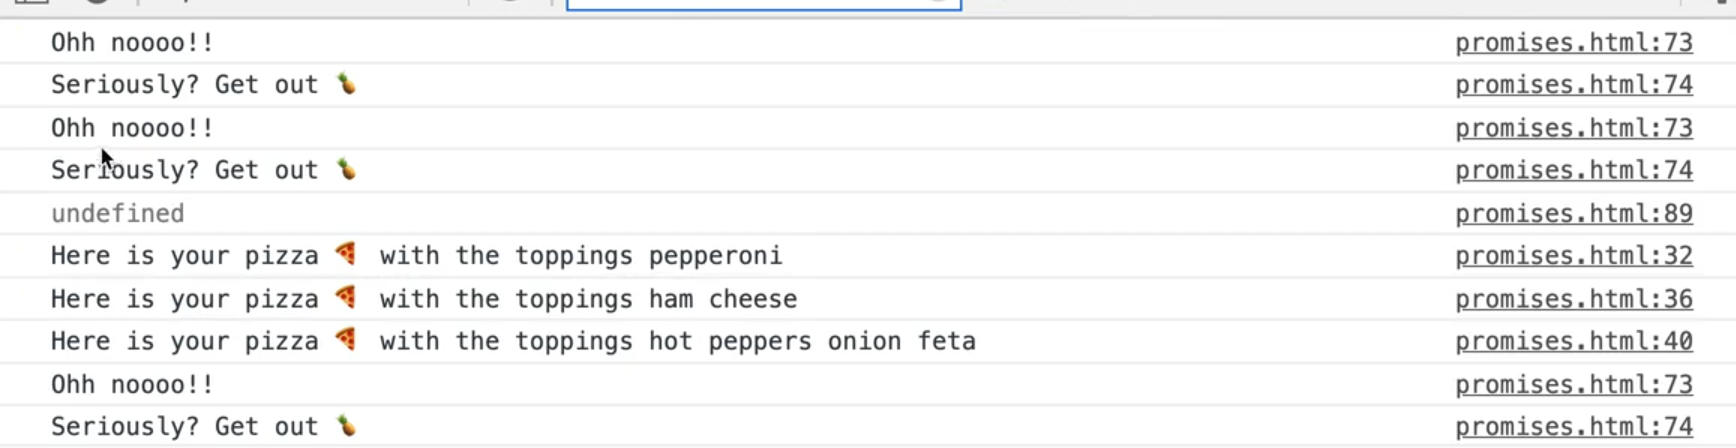 Ohh noooo!! promises.html:73
Seriously? Get out 🍍 promises.html:74
Ohh noooo!! promises.html:73
Seriously? Get out 🍍 promises.html:74
undefined promises.html:89
Here is your pizza 🍕 with the toppings pepperoni promises.html:32
Here is your pizza 🍕 with the toppings ham cheese promises.html:36
Here is your pizza 🍕 with the toppings hot peppers onion feta promises.html:40
Ohh noooo!! promises.html:73
Seriously? Get out 🍍 promises.html:74